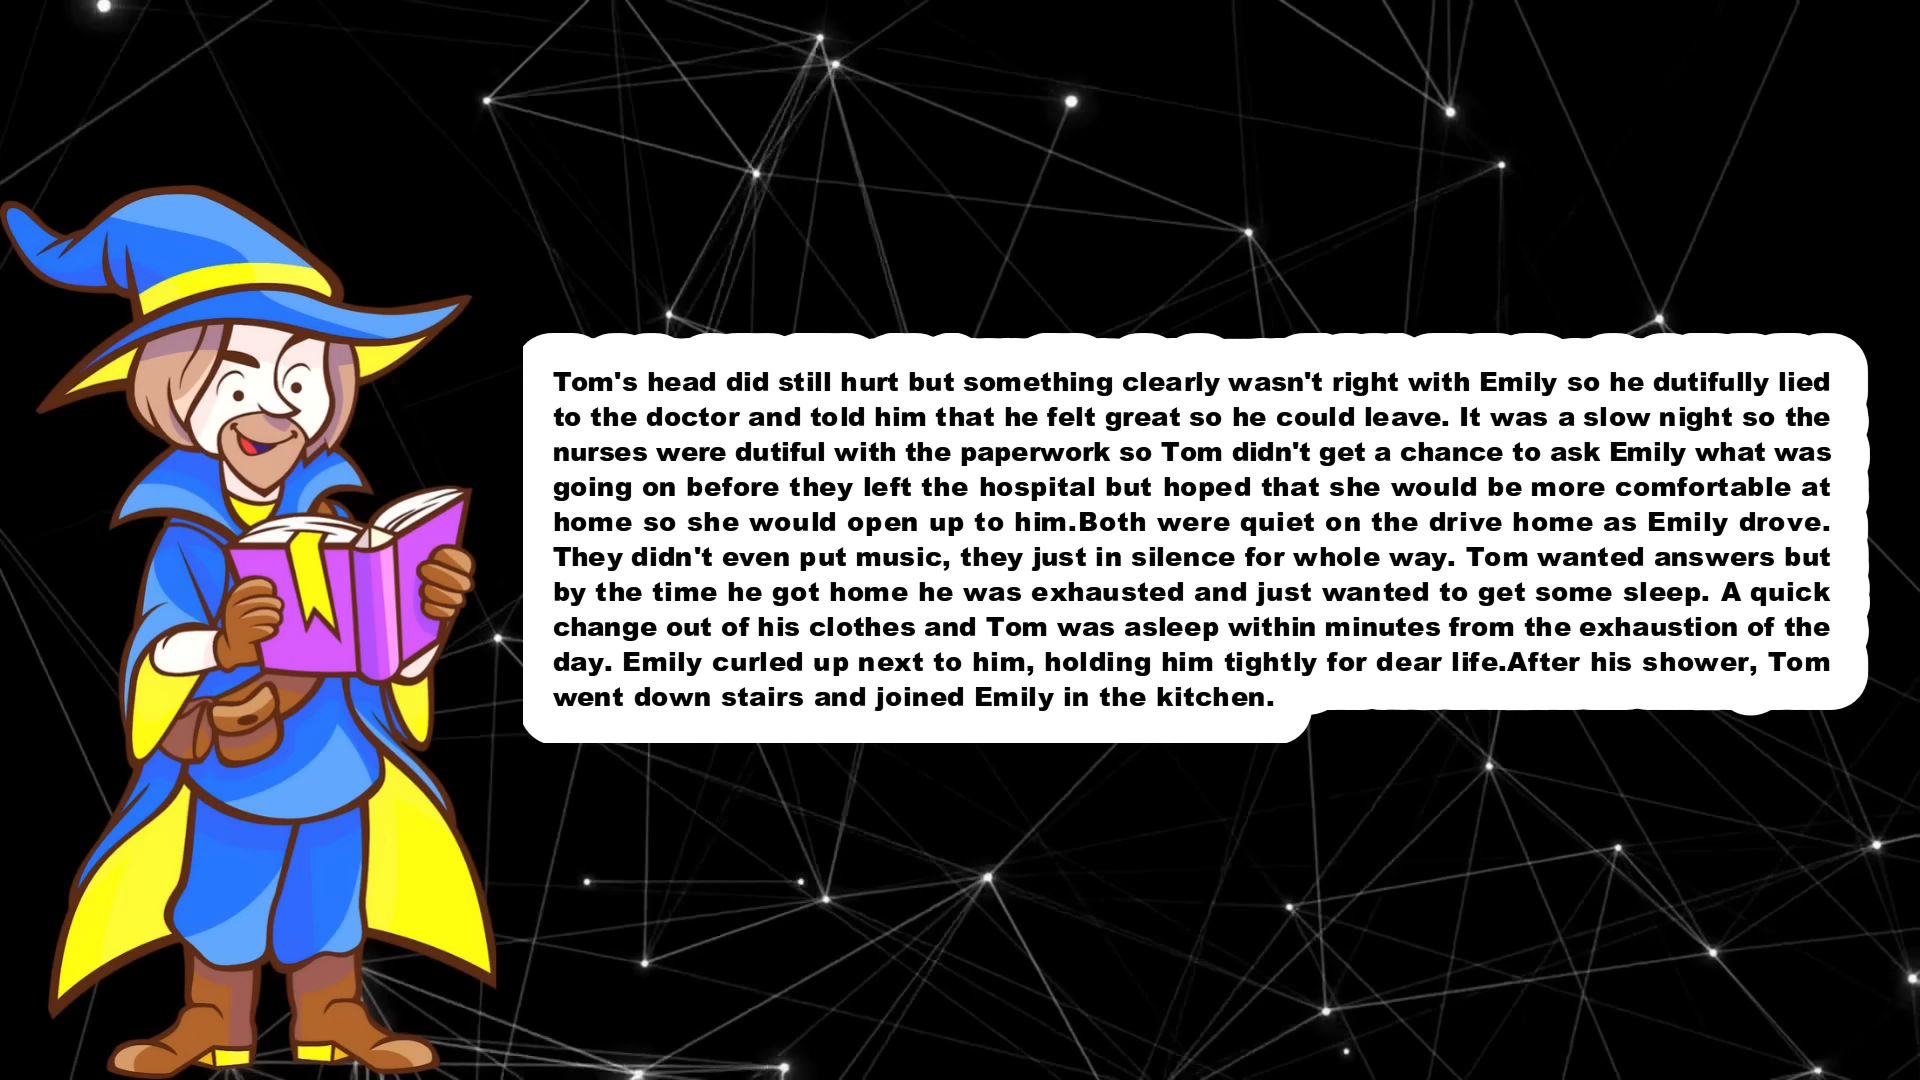 Tom's head did still hurt but something clearly wasn't right with Emily so he dutifully lied
to the doctor and told him that he felt great so he could leave. It was a slow night so the
nurses were dutiful with the paperwork so Tom didn't get a chance to ask Emily what was
going on before they left the hospital but hoped that she would be more comfortable at
home so she would open up to him.Both were quiet on the drive home as Emily drove.
They didn't even put music, they just in silence for whole way. Tom wanted answers but
by the time he got home he was exhausted and just wanted to get some sleep. A quick
change out of his clothes and Tom was asleep within minutes from the exhaustion of the
day. Emily curled up next to him, holding him tightly for dear life.After his shower, Tom
went down stairs and joined Emily in the kitchen.